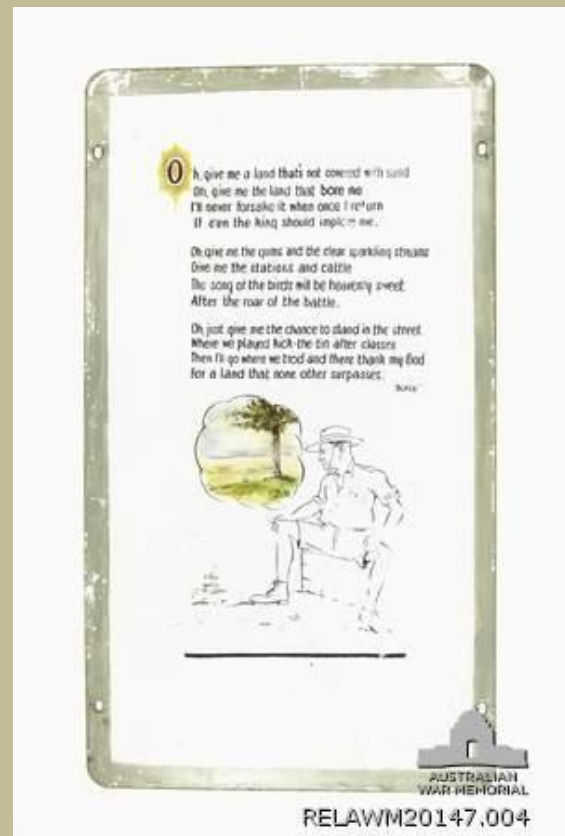 Oh, give me a land that's not covered with sand
Oh, give me the land that bore me
I'll never forsake it when once I return
If e'en the king should implore me.
Oh give me the gums and the clear sparkling streams
Give me the stations and cattle
The song of the birds will be heavenly sweet
After the roar of the battle.
Oh, just give me the chance to stand in the street
Where we played kick-the-tin after classes
Then I'll go where we trod and there thank my God
For a land that none other surpasses.
AUSTRALIAN
WAR MEMORIAL
RELAWM20147.004